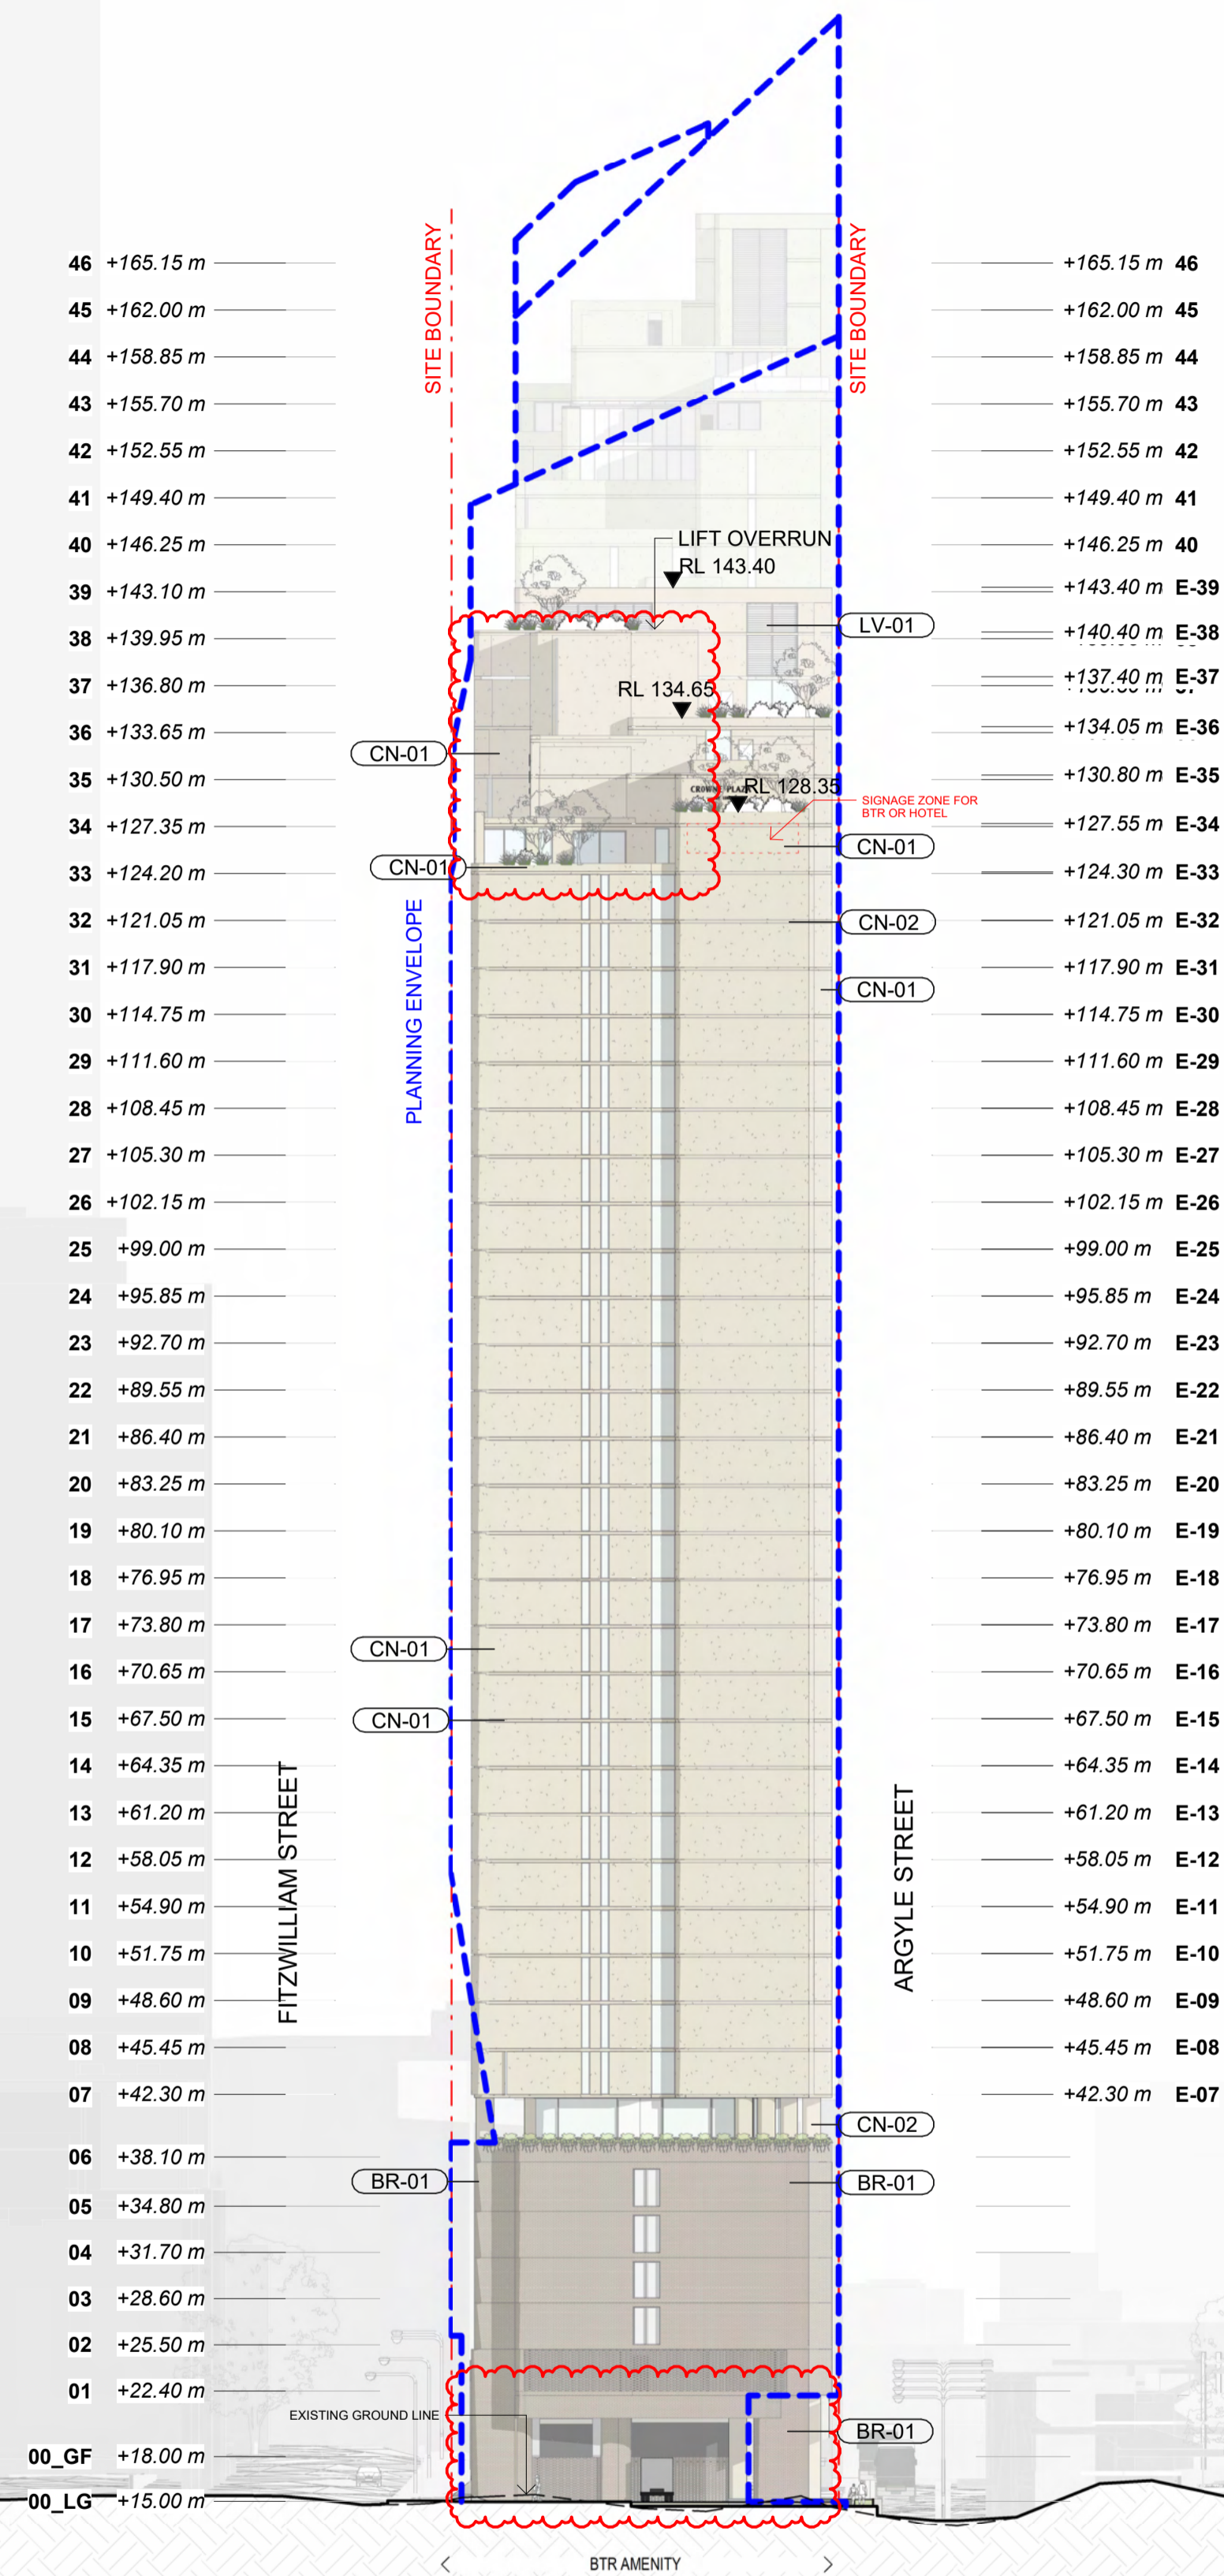 SITE BOUNDARY
SITE BOUNDARY
46 +165.15 m
+165.15 m 46
45 +162.00 m
+162.00 m 45
44 +158.85 m
+158.85 m 44
43 +155.70 m
+155.70 m 43
42 +152.55 m
+152.55 m 42
41 +149.40 m
+149.40 m 41
40 +146.25 m
+146.25 m 40
LIFT OVERRUN
RL 143.40
39 +143.10 m
+143.40 m E-39
LV-01
38 +139.95 m
+140.40 m E-38
37 +136.80 m
+137.40 m E-37
RL 134.65
36 +133.65 m
+134.05 m E-36
CN-01
35 +130.50 m
+130.80 m E-35
RL 128.35
SIGNAGE ZONE FOR
BTR OR HOTEL
34 +127.35 m
+127.55 m E-34
CN-01
CN-01
33 +124.20 m
+124.30 m E-33
PLANNING ENVELOPE
32 +121.05 m
CN-02
+121.05 m E-32
31 +117.90 m
+117.90 m E-31
CN-01
30 +114.75 m
+114.75 m E-30
29 +111.60 m
+111.60 m E-29
28 +108.45 m
+108.45 m E-28
27 +105.30 m
+105.30 m E-27
26 +102.15 m
+102.15 m E-26
25 +99.00 m
+99.00 m E-25
24 +95.85 m
+95.85 m E-24
23 +92.70 m
+92.70 m E-23
22 +89.55 m
+89.55 m E-22
21 +86.40 m
+86.40 m E-21
20 +83.25 m
+83.25 m E-20
19 +80.10 m
+80.10 m E-19
18 +76.95 m
+76.95 m E-18
17 +73.80 m
+73.80 m E-17
CN-01
16 +70.65 m
+70.65 m E-16
15 +67.50 m
CN-01
+67.50 m E-15
14 +64.35 m
+64.35 m E-14
FITZWILLIAM STREET
ARGYLE STREET
13 +61.20 m
+61.20 m E-13
12 +58.05 m
+58.05 m E-12
11 +54.90 m
+54.90 m E-11
10 +51.75 m
+51.75 m E-10
09 +48.60 m
+48.60 m E-09
08 +45.45 m
+45.45 m E-08
07 +42.30 m
+42.30 m E-07
CN-02
06 +38.10 m
BR-01
BR-01
05 +34.80 m
04 +31.70 m
03 +28.60 m
02 +25.50 m
01 +22.40 m
EXISTING GROUND LINE
BR-01
00_GF +18.00 m
00_LG +15.00 m
BTR AMENITY